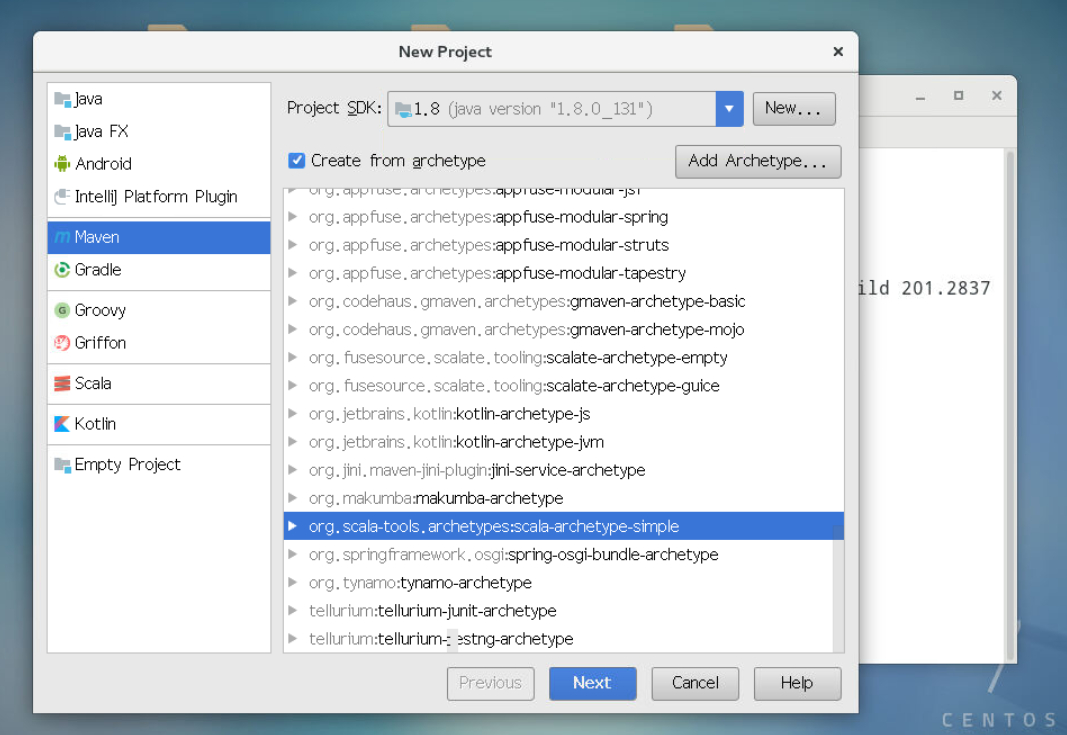 New Project
Java
Java FX
Android
IntelliJ Platform Plugin
Maven
Gradle
Groovy
Griffon
Scala
Kotlin
Empty Project
Project SDK: 1.8 (java version "1.8.0_131") New...
Create from archetype Add Archetype...
org.appfuse.archetypes:appfuse-modular-jsf
org.appfuse.archetypes:appfuse-modular-spring
org.appfuse.archetypes:appfuse-modular-struts
org.appfuse.archetypes:appfuse-modular-tapestry
org.codehaus.gmaven.archetypes:gmaven-archetype-basic
org.codehaus.gmaven.archetypes:gmaven-archetype-mojo
org.fusesource.scalate.tooling:scalate-archetype-empty
org.fusesource.scalate.tooling:scalate-archetype-guice
org.jetbrains.kotlin:kotlin-archetype-js
org.jetbrains.kotlin:kotlin-archetype-jvm
org.jini.maven-jini-plugin:jini-service-archetype
org.makumba:makumba-archetype
org.scala-tools.archetypes:scala-archetype-simple
org.springframework.osgi:spring-osgi-bundle-archetype
org.tynamo:tynamo-archetype
tellurium:tellurium-junit-archetype
tellurium:tellurium-testng-archetype
Previous Next Cancel Help
ild 201.2837
7
CENTOS